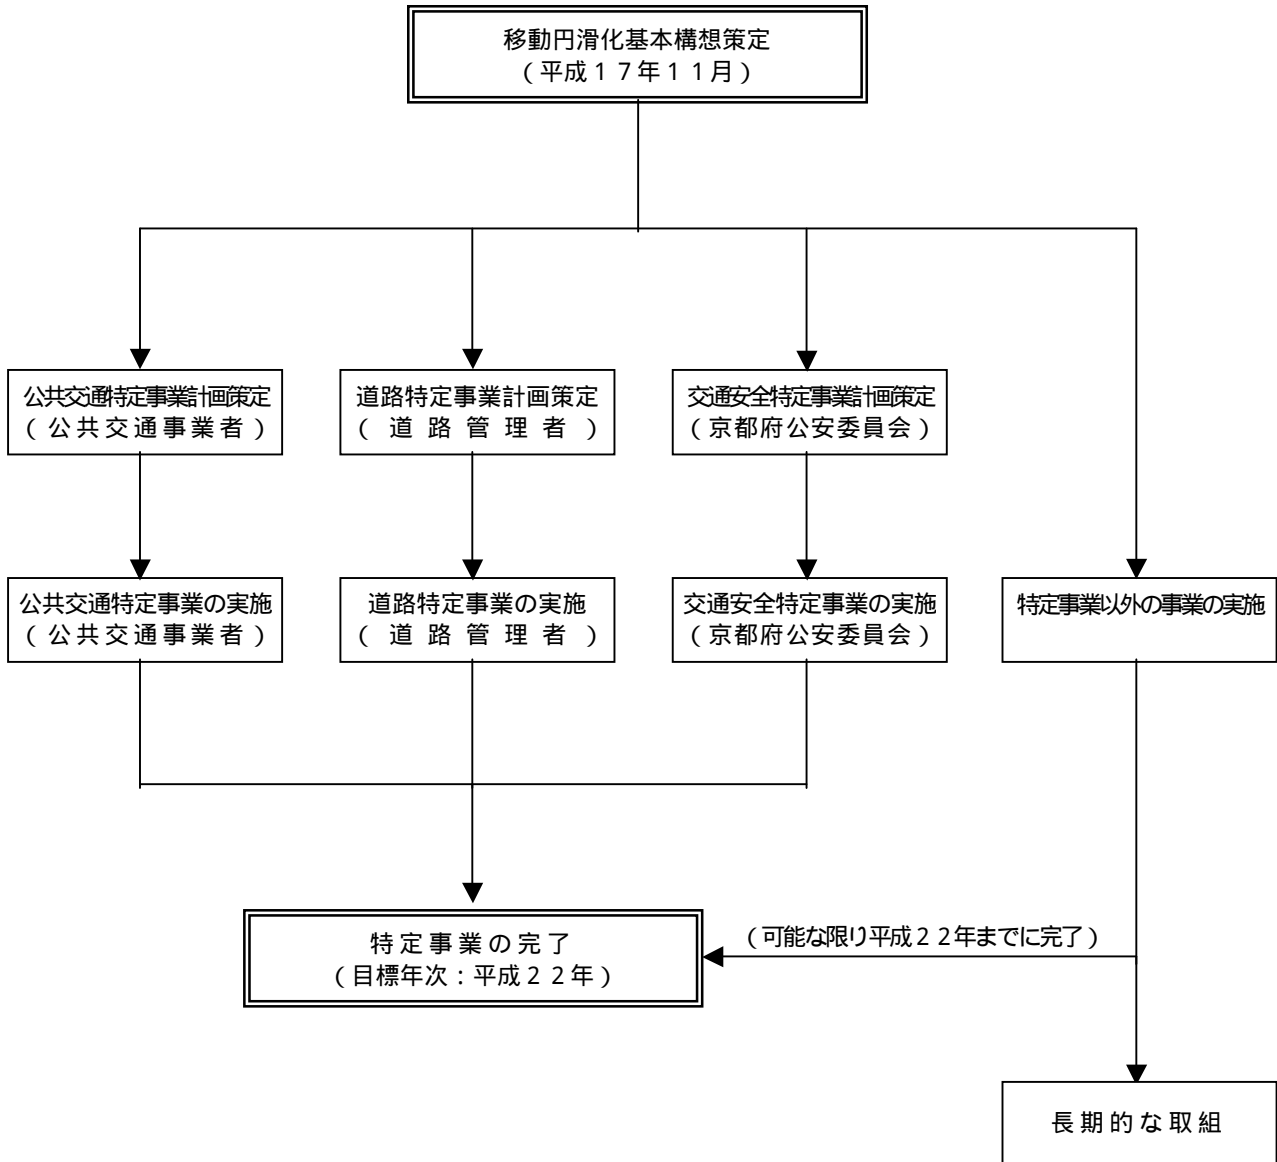 移動円滑化基本構想策定
（平成１７年１１月）
公共交通特定事業計画策定
（公共交通事業者）
道路特定事業計画策定
（道路管理者）
交通安全特定事業計画策定
（京都府公安委員会）
公共交通特定事業の実施
（公共交通事業者）
道路特定事業の実施
（道路管理者）
交通安全特定事業の実施
（京都府公安委員会）
特定事業以外の事業の実施
特定事業の完了
（目標年次：平成２２年）
（可能な限り平成２２年までに完了）
長期的な取組